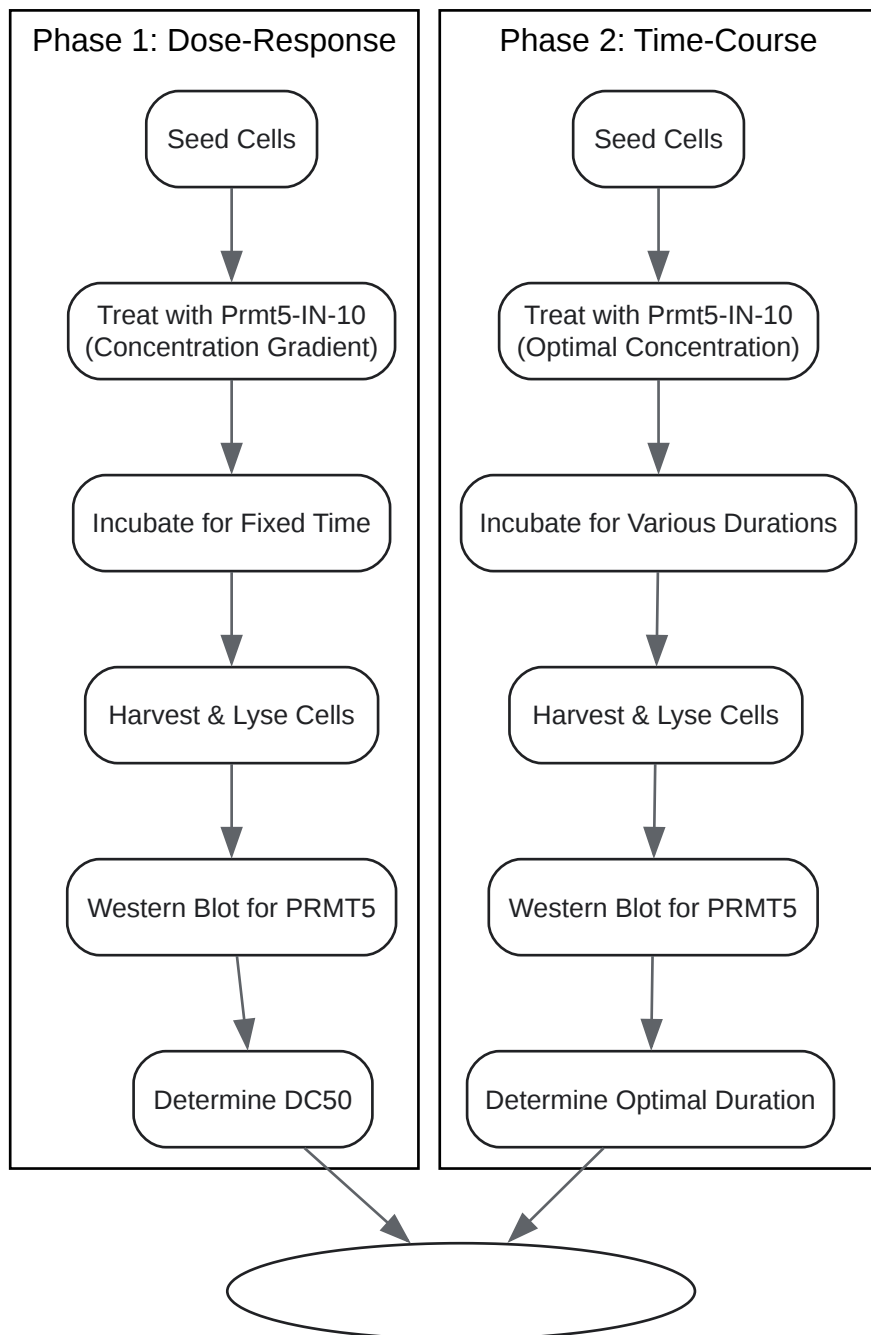 Phase 1: Dose-Response
Seed Cells
Treat with Prmt5-IN-10
(Concentration Gradient)
Incubate for Fixed Time
Harvest & Lyse Cells
Western Blot for PRMT5
Determine DC50
Phase 2: Time-Course
Seed Cells
Treat with Prmt5-IN-10
(Optimal Concentration)
Incubate for Various Durations
Harvest & Lyse Cells
Western Blot for PRMT5
Determine Optimal Duration